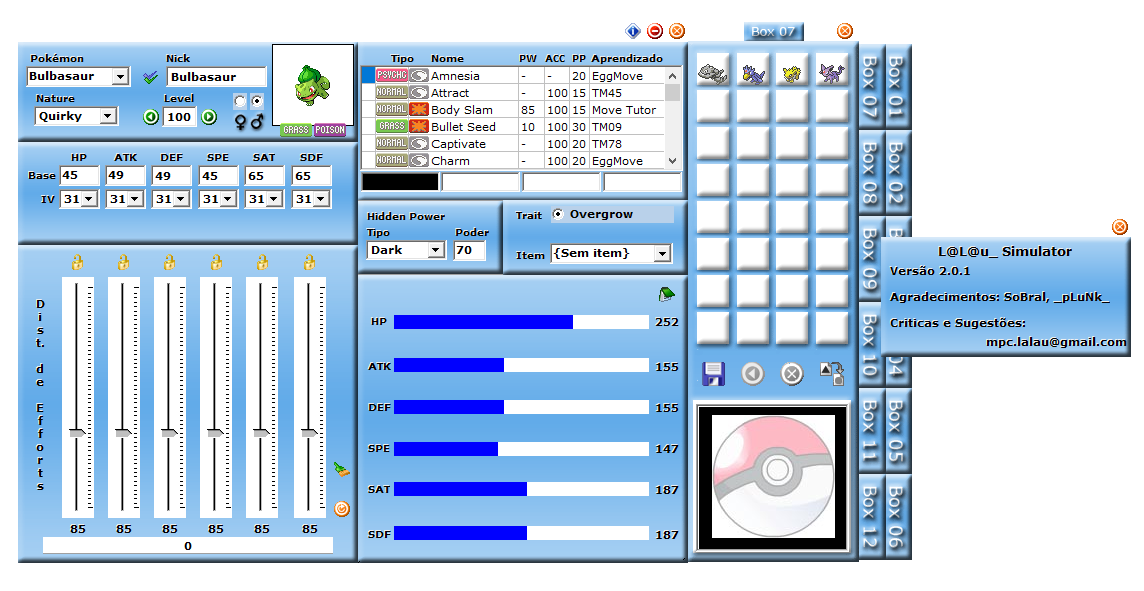 Pokémon
Nick
Bulbasaur
Bulbasaur
Nature
Level
Quirky
100
GRASS POISON
HP ATK DEF SPE SAT SDF
Base 45 49 49 45 65 65
IV 31 31 31 31 31 31
Dist. de Efforts
85 85 85 85 85 85
0
Tipo Nome PW ACC PP Aprendizado
PSYCHC Amnesia - - 20 EggMove
NORMAL Attract - 100 15 TM45
NORMAL Body Slam 85 100 15 Move Tutor
GRASS Bullet Seed 10 100 30 TM09
NORMAL Captivate - 100 20 TM78
NORMAL Charm - 100 20 EggMove
Hidden Power
Tipo Poder
Dark 70
Trait Overgrow
Item {Sem item}
HP 252
ATK 155
DEF 155
SPE 147
SAT 187
SDF 187
Box 07
Box 07
Box 08
Box 09
Box 10
Box 11
Box 12
Box 01
Box 02
04
Box 05
Box 06
L@L@u_ Simulator
Versão 2.0.1
Agradecimentos: SoBral, _pLuNk_
Criticas e Sugestões:
mpc.lalau@gmail.com